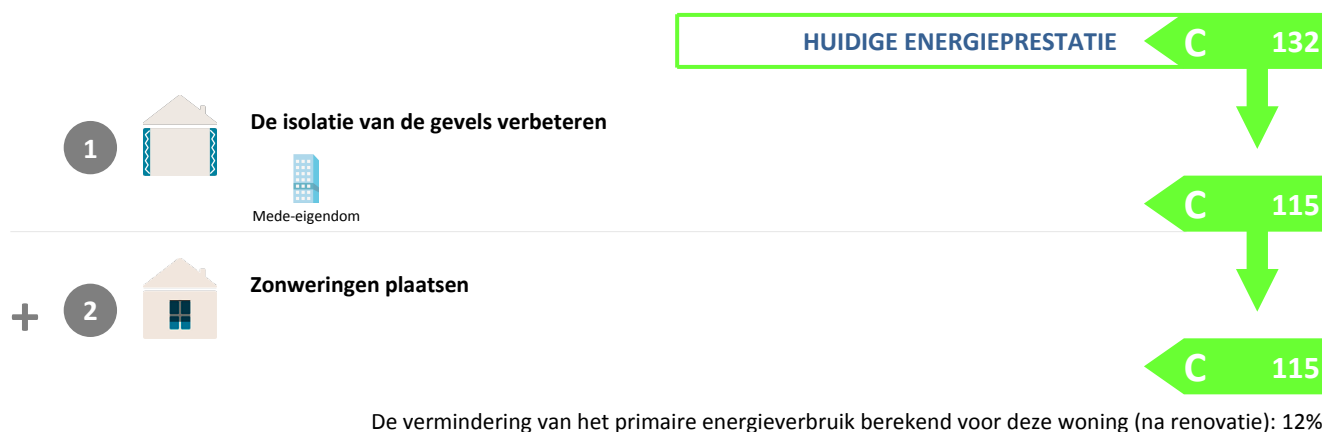 HUIDIGE ENERGIEPRESTATIE C 132
1 De isolatie van de gevels verbeteren
Mede-eigendom
C 115
+ 2 Zonweringen plaatsen
C 115
De vermindering van het primaire energieverbruik berekend voor deze woning (na renovatie): 12%